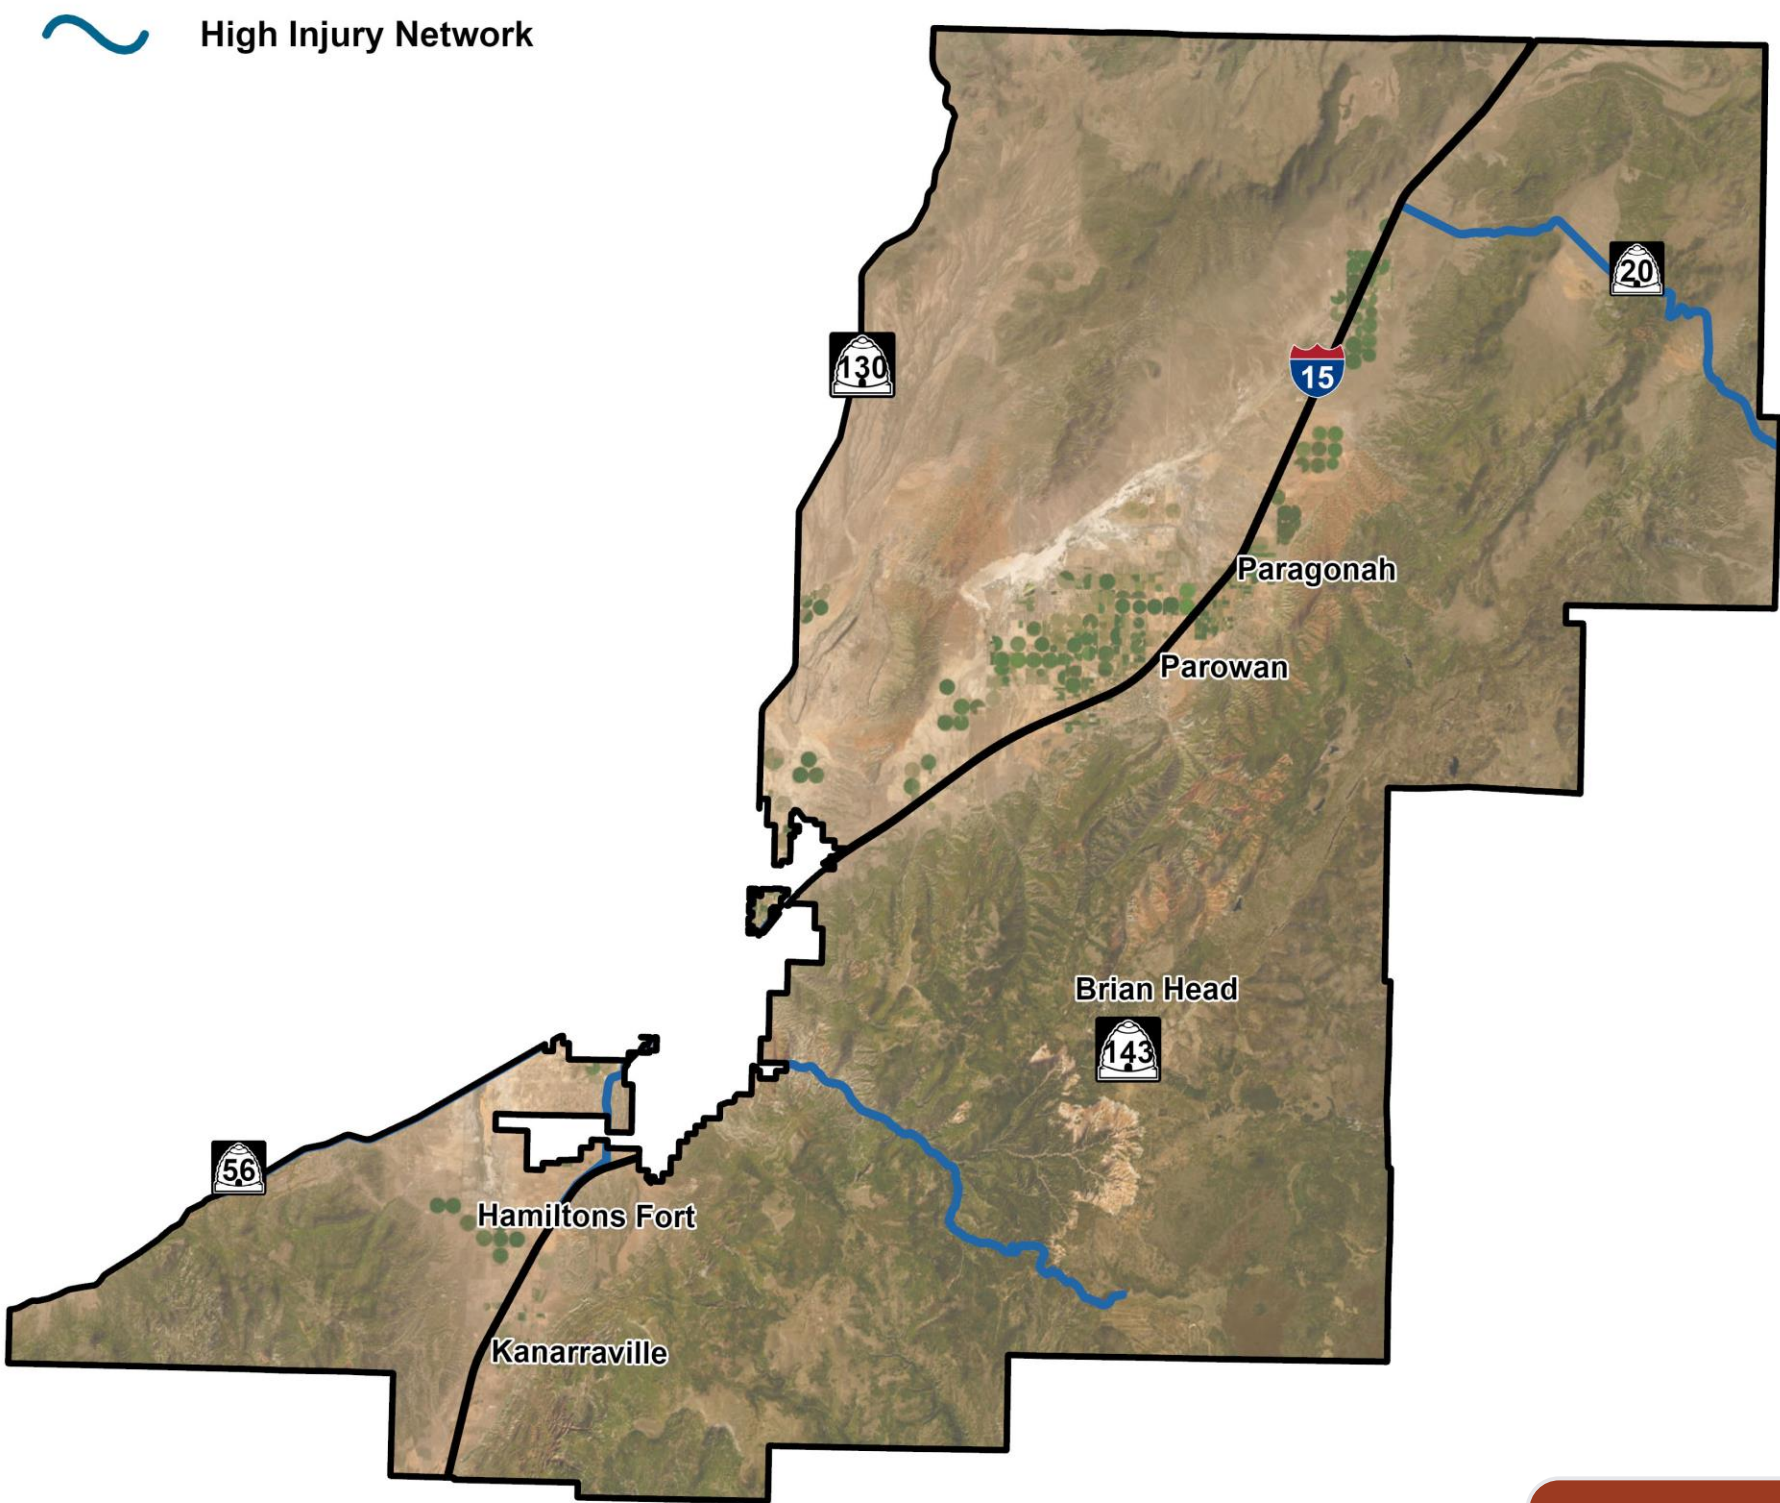 High Injury Network
20
130
15
Paragonah
Parowan
Brian Head
143
56
Hamiltons Fort
Kanarraville